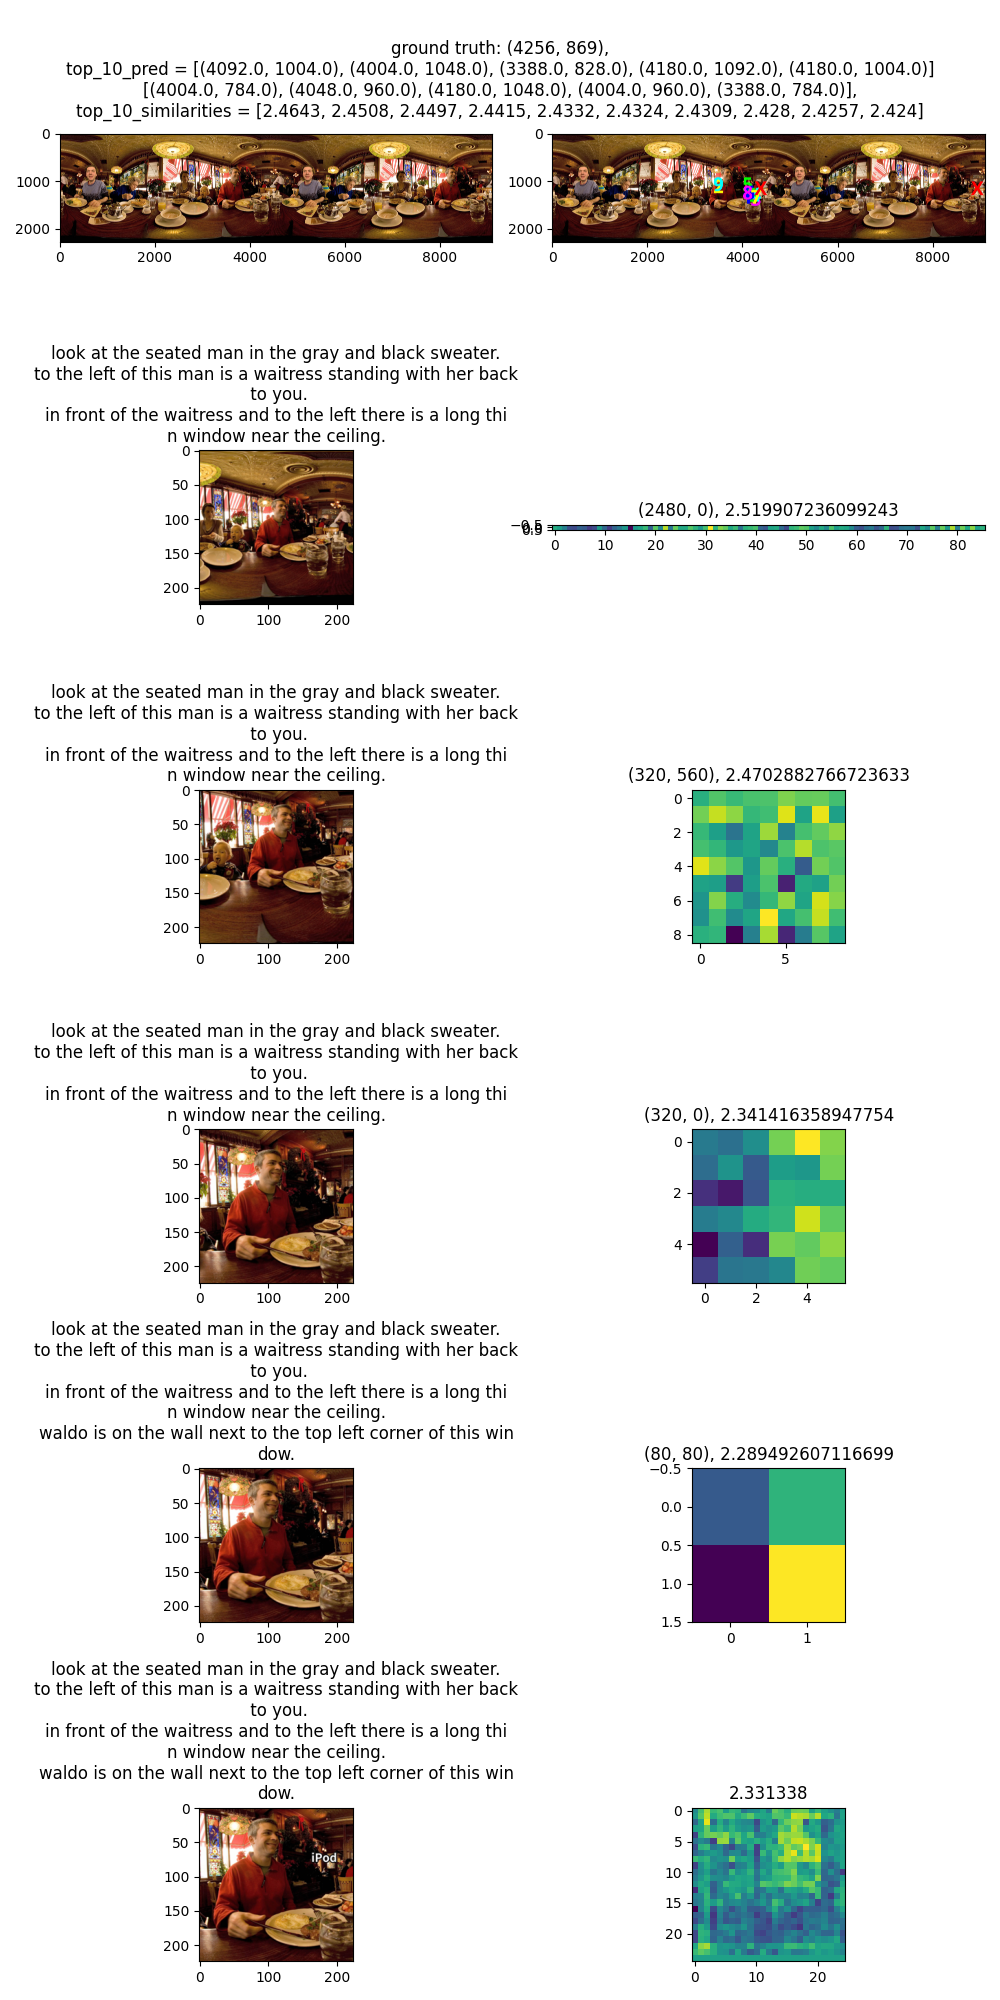 ground truth: (4256, 869),
top_10_pred = [(4092.0, 1004.0), (4004.0, 1048.0), (3388.0, 828.0), (4180.0, 1092.0), (4180.0, 1004.0)]
[(4004.0, 784.0), (4048.0, 960.0), (4180.0, 1048.0), (4004.0, 960.0), (3388.0, 784.0)],
top_10_similarities = [2.4643, 2.4508, 2.4497, 2.4415, 2.4332, 2.4324, 2.4309, 2.428, 2.4257, 2.424]
0 0
1000 1000
2000 2000
0 2000 4000 6000 8000 0 2000 4000 6000 8000
look at the seated man in the gray and black sweater.
to the left of this man is a waitress standing with her back
to you.
in front of the waitress and to the left there is a long thi
n window near the ceiling.
0
50
100
150
200
0 100 200
(2480, 0), 2.519907236099243
0 10 20 30 40 50 60 70 80
look at the seated man in the gray and black sweater.
to the left of this man is a waitress standing with her back
to you.
in front of the waitress and to the left there is a long thi
n window near the ceiling.
0
50
100
150
200
0 100 200
(320, 560), 2.4702882766723633
0
2
4
6
8
0 5
look at the seated man in the gray and black sweater.
to the left of this man is a waitress standing with her back
to you.
in front of the waitress and to the left there is a long thi
n window near the ceiling.
0
50
100
150
200
0 100 200
(320, 0), 2.341416358947754
0
2
4
0 2 4
look at the seated man in the gray and black sweater.
to the left of this man is a waitress standing with her back
to you.
in front of the waitress and to the left there is a long thi
n window near the ceiling.
waldo is on the wall next to the top left corner of this win
dow.
0
50
100
150
200
0 100 200
(80, 80), 2.289492607116699
−0.5
0.0
0.5
1.0
1.5
0 1
look at the seated man in the gray and black sweater.
to the left of this man is a waitress standing with her back
to you.
in front of the waitress and to the left there is a long thi
n window near the ceiling.
waldo is on the wall next to the top left corner of this win
dow.
0
50
100
150
200
0 100 200
iPod
2.331338
0
5
10
15
20
0 10 20